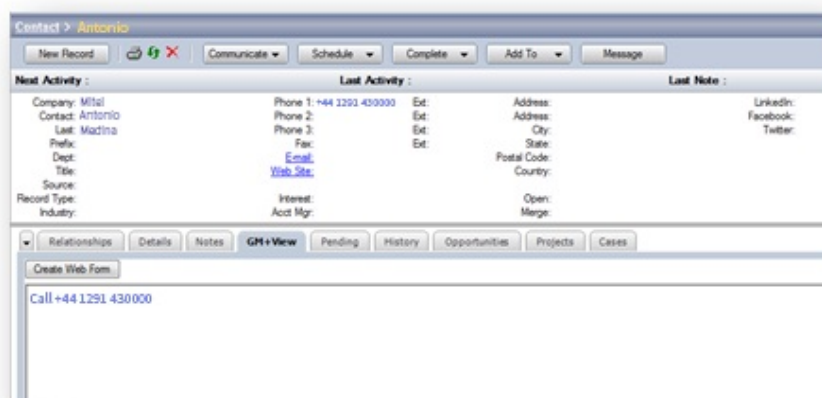 Contact > Antonio
New Record Communicate Schedule Complete Add To Message
Next Activity : Last Activity : Last Note :
Company: Mitel Phone 1: +44 1291 430000 Ext: Address: LinkedIn:
Contact: Antonio Phone 2: Ext: Address: Facebook:
Last: Madina Phone 3: Ext: City: Twitter:
Prefix: Fax: Ext: State:
Dept: Email: Postal Code:
Title: Web Site: Country:
Source:
Record Type: Interest: Open:
Industry: Acct Mgr: Merge:
Relationships Details Notes GM+View Pending History Opportunities Projects Cases
Create Web Form
Call +44 1291 430000